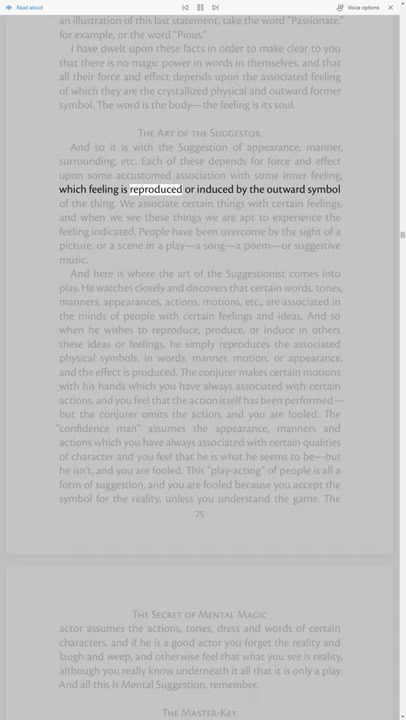 Read aloud
Voice options
an illustration of this last statement, take the word "Passionate,"
for example, or the word "Pious."
I have dwelt upon these facts in order to make clear to you
that there is no magic power in words in themselves, and that
all their force and effect depends upon the associated feeling
of which they are the crystallized physical and outward former
symbol. The word is the body—the feeling is its soul.
The Art of the Suggestor.
And so it is with the Suggestion of appearance, manner,
surrounding, etc. Each of these depends for force and effect
upon some accustomed association with some inner feeling,
which feeling is reproduced or induced by the outward symbol
of the thing. We associate certain things with certain feelings,
and when we see these things we are apt to experience the
feeling indicated. People have been overcome by the sight of a
picture, or a scene in a play—a song—a poem—or suggestive
music.
And here is where the art of the Suggestionist comes into
play. He watches closely and discovers that certain words, tones,
manners, appearances, actions, motions, etc., are associated in
the minds of people with certain feelings and ideas. And so
when he wishes to reproduce, produce, or induce in others
these ideas or feelings, he simply reproduces the associated
physical symbols, in words, manner, motion, or appearance,
and the effect is produced. The conjurer makes certain motions
with his hands which you have always associated with certain
actions, and you feel that the action itself has been performed—
but the conjurer omits the action, and you are fooled. The
"confidence man" assumes the appearance, manners and
actions which you have always associated with certain qualities
of character and you feel that he is what he seems to be—but
he isn't, and you are fooled. This "play-acting" of people is all a
form of suggestion, and you are fooled because you accept the
symbol for the reality, unless you understand the game. The
75
The Secret of Mental Magic
actor assumes the actions, tones, dress and words of certain
characters, and if he is a good actor you forget the reality and
laugh and weep, and otherwise feel that what you see is reality,
although you really know underneath it all that it is only a play.
And all this is Mental Suggestion, remember.
The Master-Key.